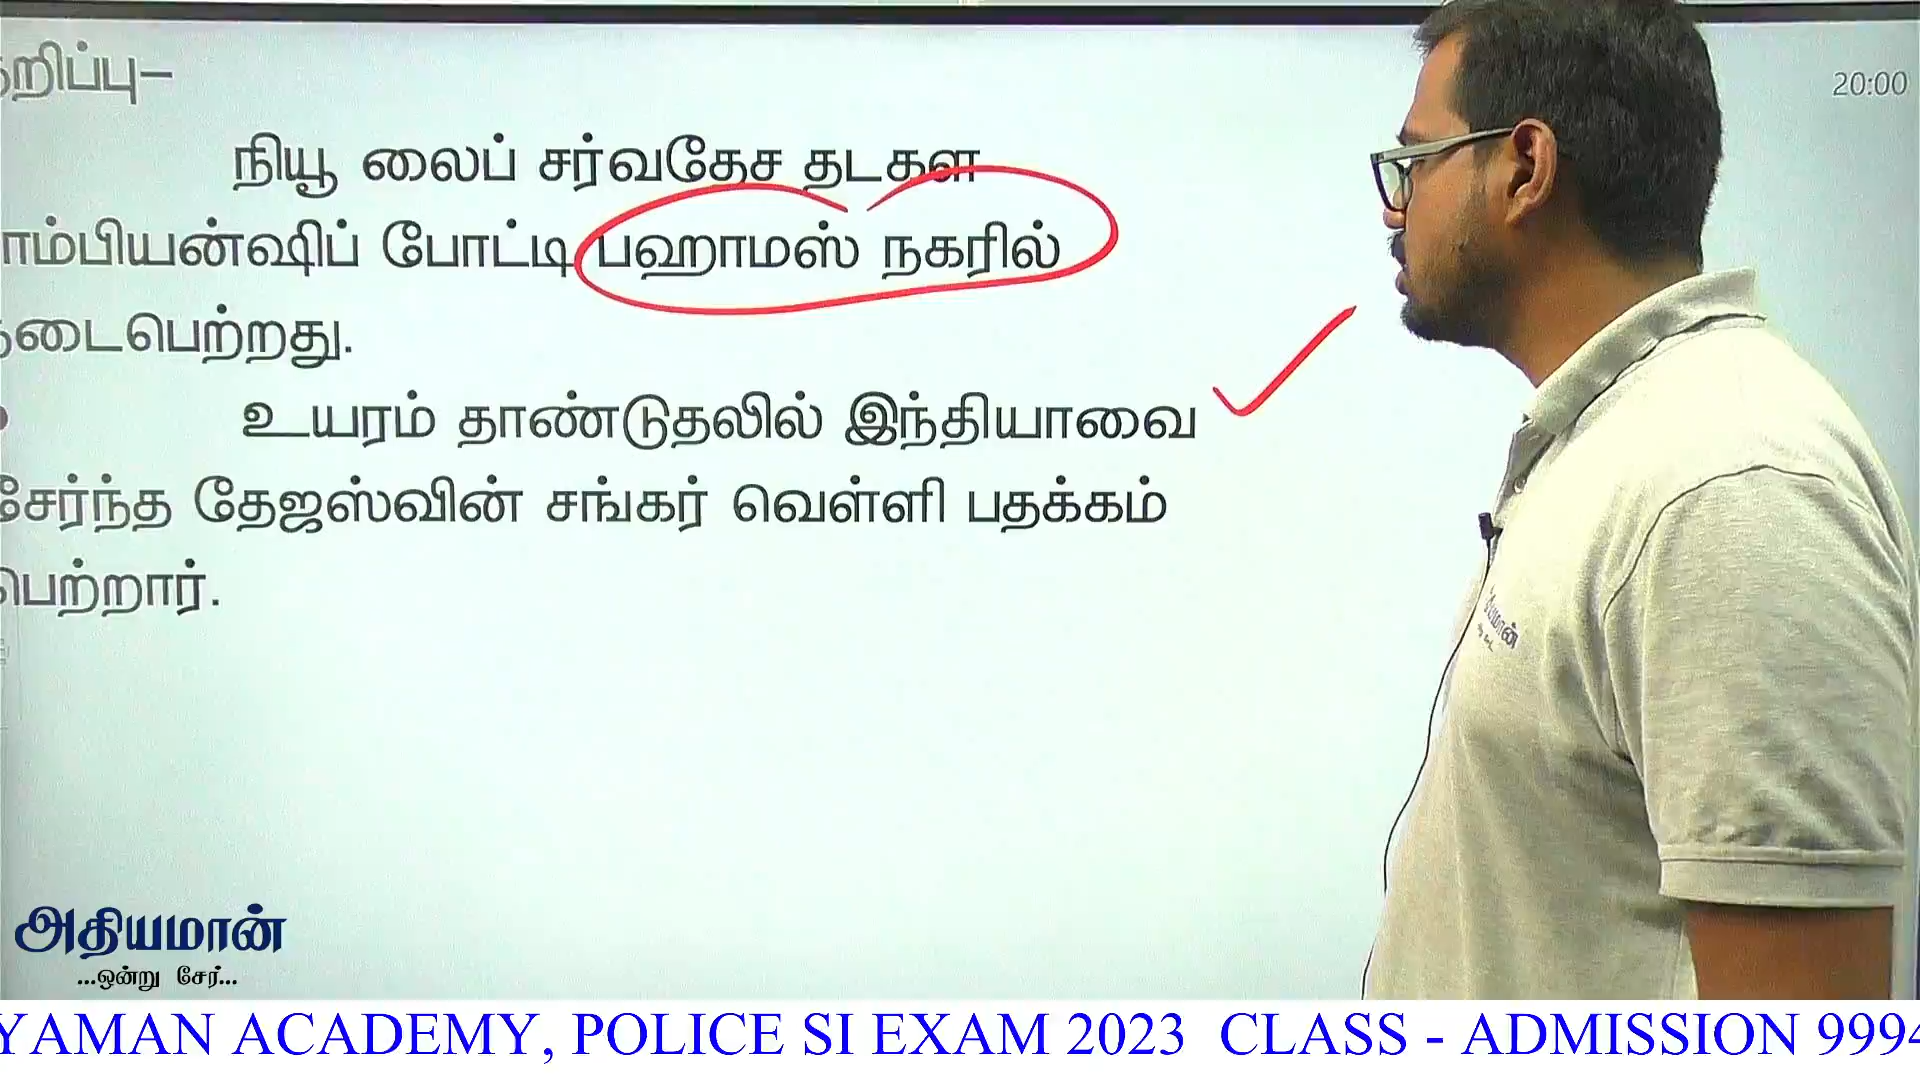 றிப்பு–
20:00
நியூ லைப் சர்வதேச தடகள
ாம்பியன்ஷிப் போட்டி பஹாமஸ் நகரில்
டைபெற்றது.
உயரம் தாண்டுதலில் இந்தியாவை
சேர்ந்த தேஜஸ்வின் சங்கர் வெள்ளி பதக்கம்
பெற்றார்.
அதியமான்
...ஒன்று சேர்...
YAMAN ACADEMY, POLICE SI EXAM 2023 CLASS - ADMISSION 9994